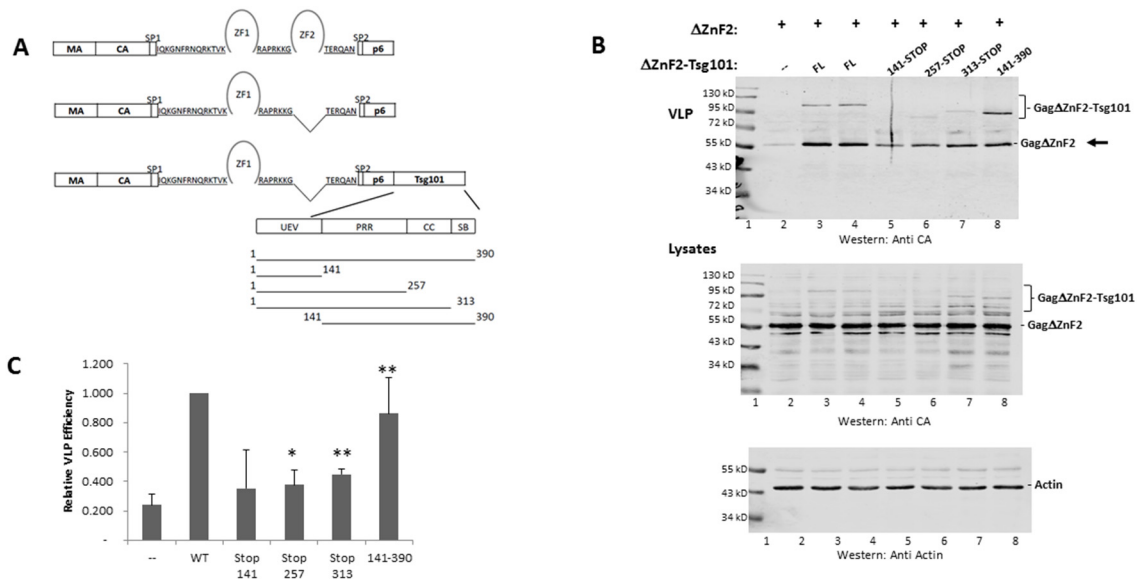 A
SP1 ZF1 ZF2 SP2
MA CA IQKGNFRNQRKTVK RAPRKKG TERQAN p6
SP1 ZF1 SP2
MA CA IQKGNFRNQRKTVK RAPRKKG TERQAN p6
SP1 ZF1 SP2
MA CA IQKGNFRNQRKTVK RAPRKKG TERQAN p6 Tsg101
UEV PRR CC SB
1 390
1 141
1 257
1 313
141 390
B
ΔZnF2: + + + + + + +
ΔZnF2-Tsg101: -- FL FL 141-STOP 257-STOP 313-STOP 141-390
VLP
130 kD
95 kD
72 kD
55 kD
43 kD
34 kD
GagΔZnF2-Tsg101
GagΔZnF2
1 2 3 4 5 6 7 8
Western: Anti CA
Lysates
130 kD
95 kD
72 kD
55 kD
43 kD
34 kD
GagΔZnF2-Tsg101
GagΔZnF2
1 2 3 4 5 6 7 8
Western: Anti CA
55 kD
43 kD
34 kD
Actin
1 2 3 4 5 6 7 8
Western: Anti Actin
C
Relative VLP Efficiency
1.200
1.000
0.800
0.600
0.400
0.200
-
* ** **
-- WT Stop 141 Stop 257 Stop 313 141-390